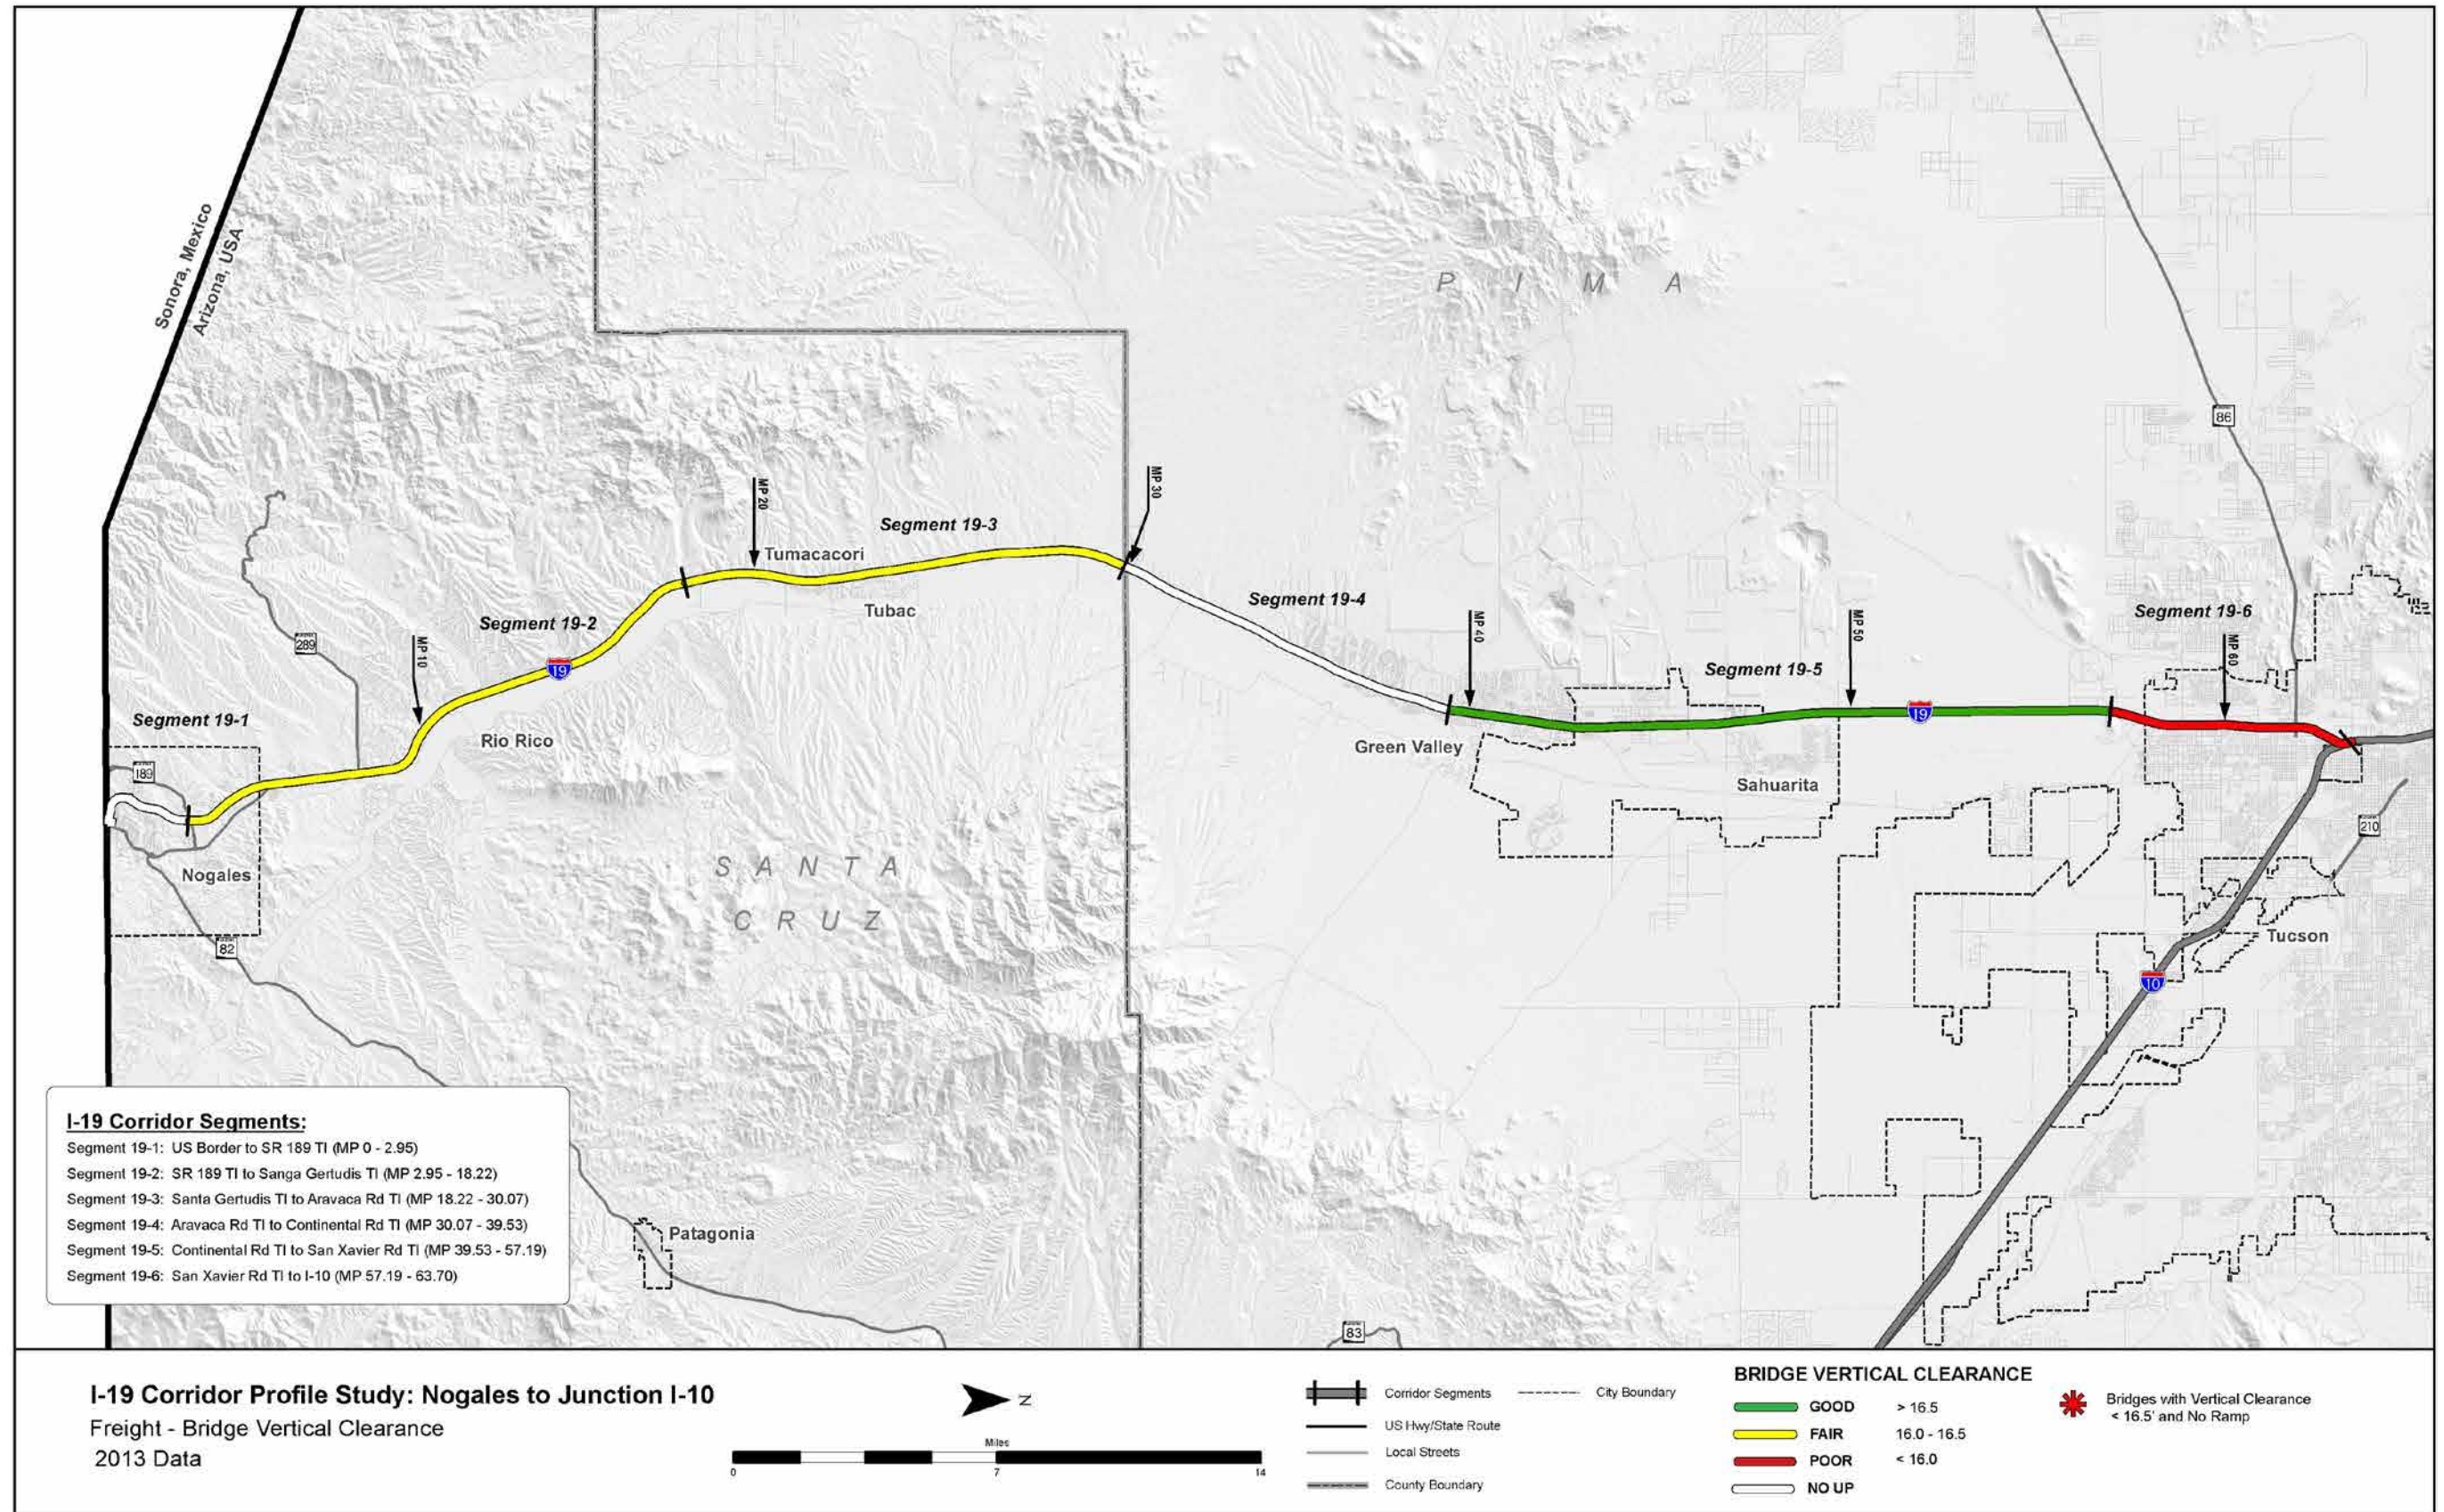 Sonora, Mexico
Arizona, USA
P I M A
86
MP 20
MP 30
Segment 19-3
Tumacacori
Tubac
Segment 19-4
Segment 19-2
19
MP 10
289
MP 40
MP 50
Segment 19-6
MP 60
Segment 19-5
19
Segment 19-1
Rio Rico
Green Valley
189
Sahuarita
210
Nogales
SANTA
CRUZ
82
Tucson
10
I-19 Corridor Segments:
Segment 19-1: US Border to SR 189 TI (MP 0 - 2.95)
Segment 19-2: SR 189 TI to Sanga Gertudis TI (MP 2.95 - 18.22)
Segment 19-3: Santa Gertudis TI to Aravaca Rd TI (MP 18.22 - 30.07)
Segment 19-4: Aravaca Rd TI to Continental Rd TI (MP 30.07 - 39.53)
Segment 19-5: Continental Rd TI to San Xavier Rd TI (MP 39.53 - 57.19)
Segment 19-6: San Xavier Rd TI to I-10 (MP 57.19 - 63.70)
Patagonia
83
I-19 Corridor Profile Study: Nogales to Junction I-10
Freight - Bridge Vertical Clearance
2013 Data
N
Miles
0 7 14
Corridor Segments
City Boundary
US Hwy/State Route
Local Streets
County Boundary
BRIDGE VERTICAL CLEARANCE
GOOD > 16.5
FAIR 16.0 - 16.5
POOR < 16.0
NO UP
Bridges with Vertical Clearance
< 16.5' and No Ramp